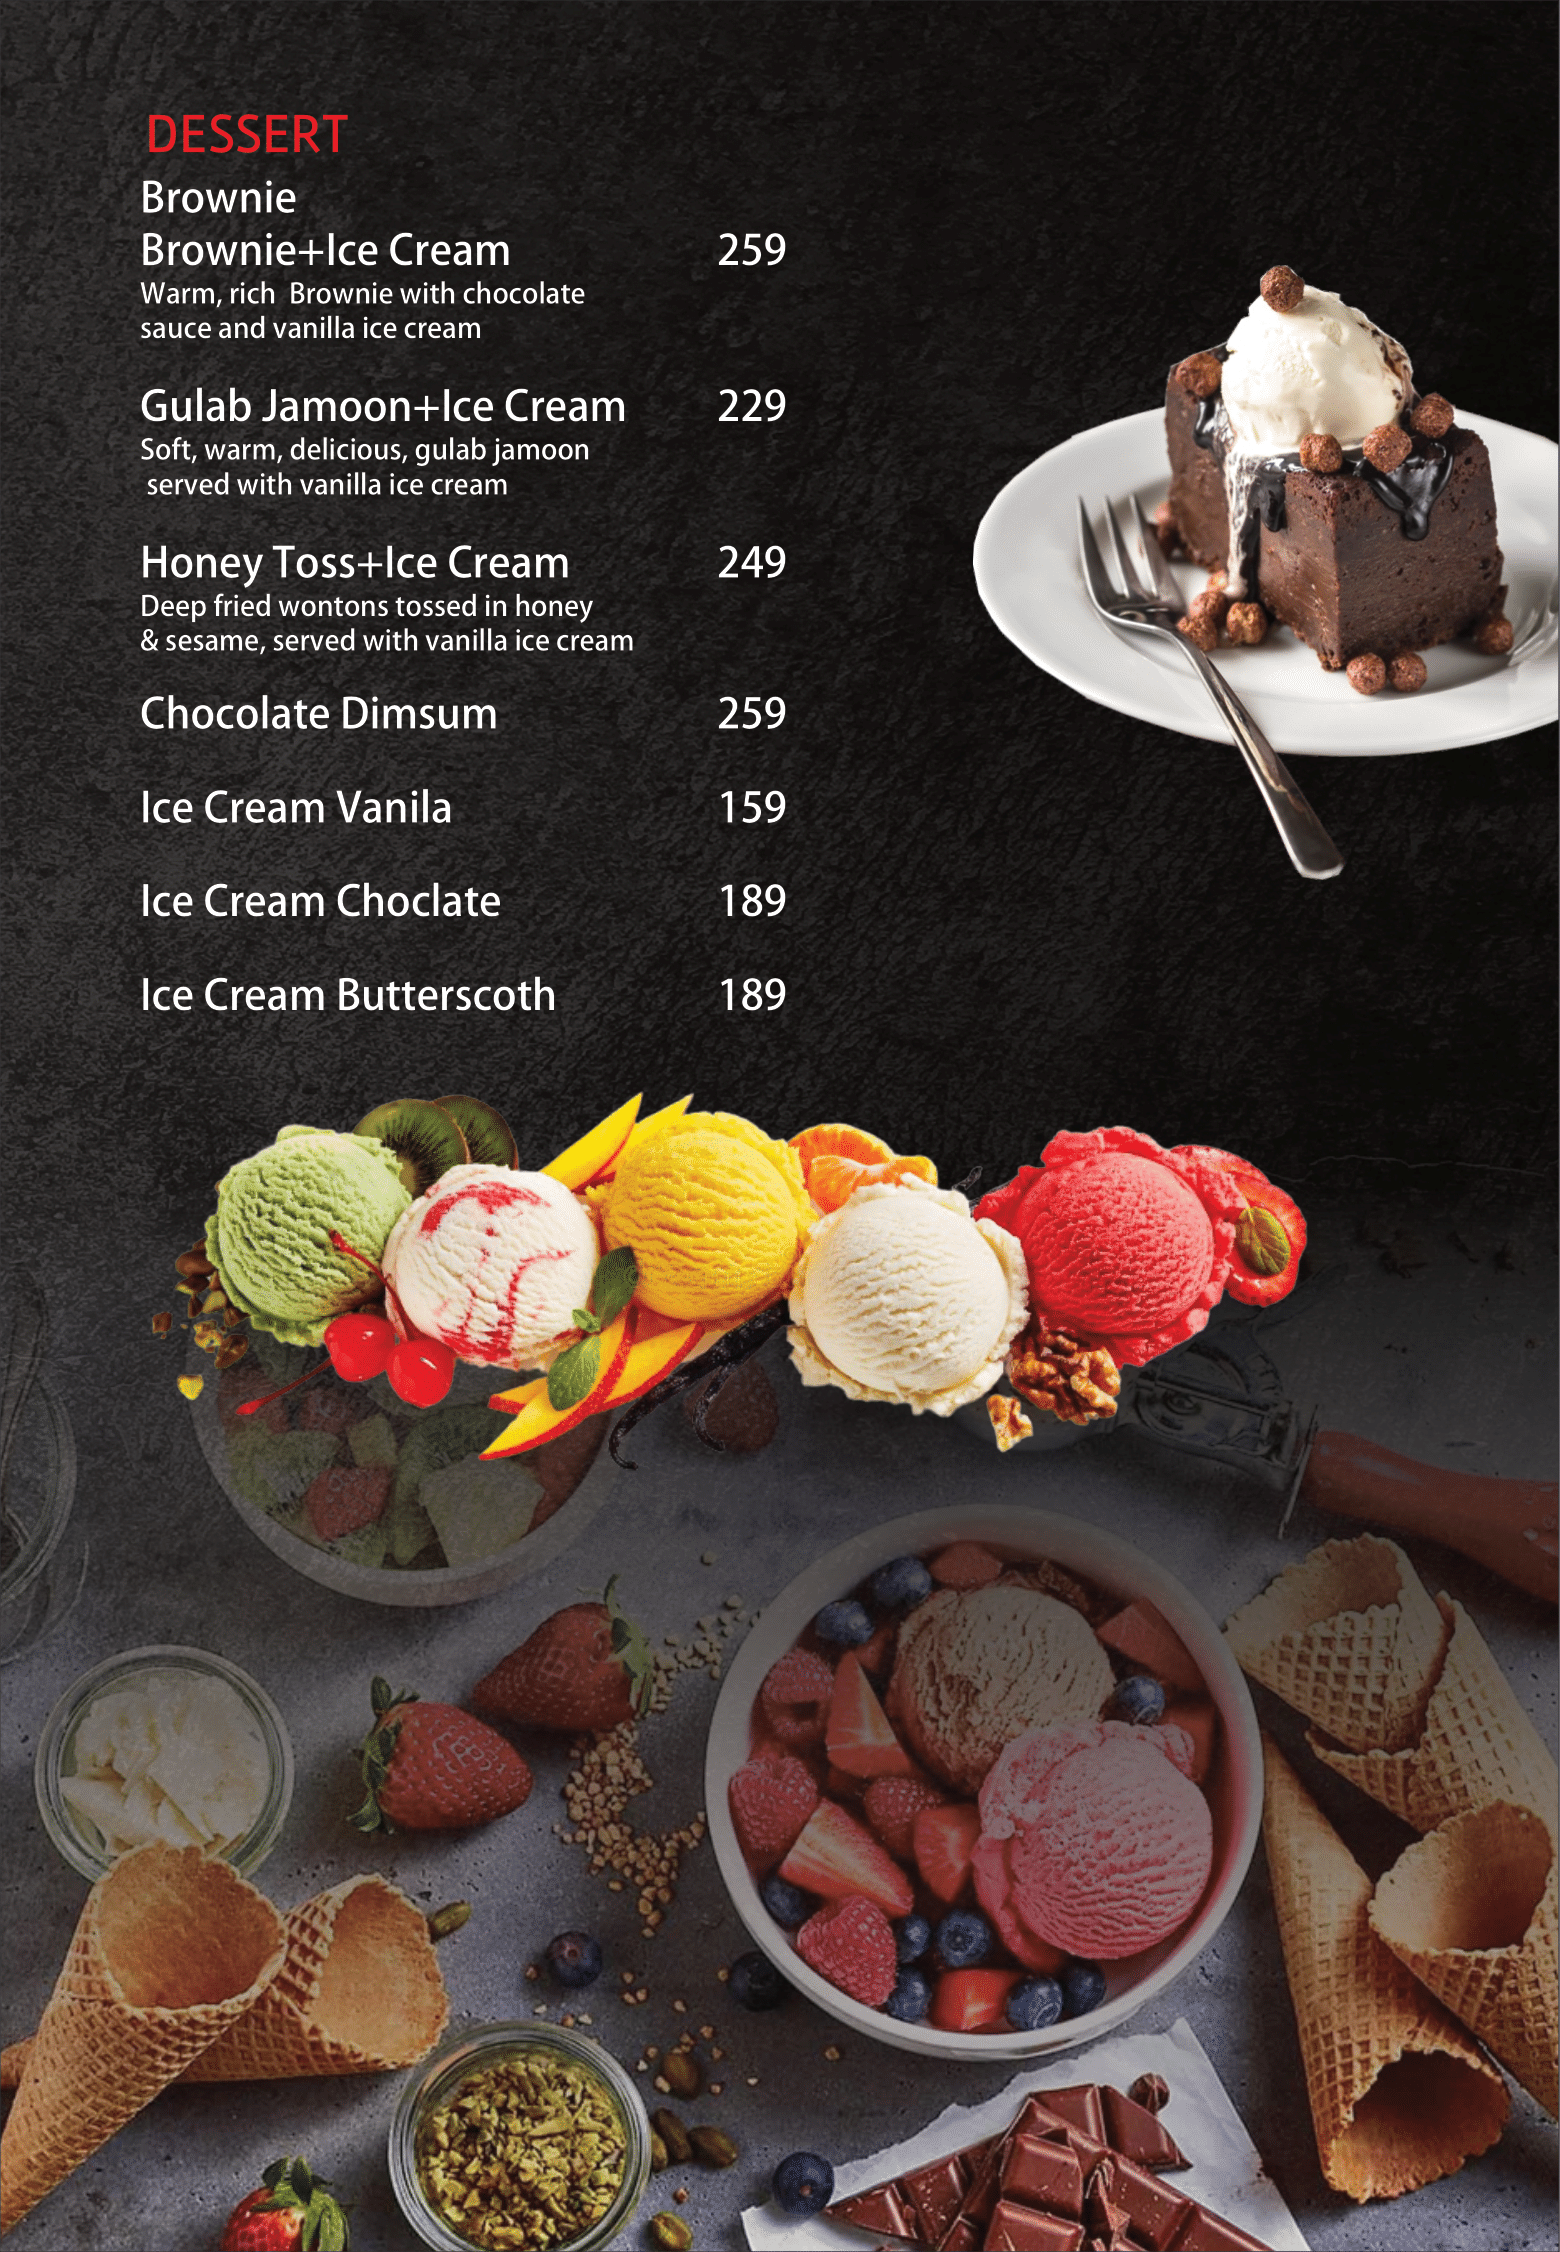 DESSERT
Brownie
Brownie+Ice Cream 259
Warm, rich Brownie with chocolate
sauce and vanilla ice cream
Gulab Jamoon+Ice Cream 229
Soft, warm, delicious, gulab jamoon
served with vanilla ice cream
Honey Toss+Ice Cream 249
Deep fried wontons tossed in honey
& sesame, served with vanilla ice cream
Chocolate Dimsum 259
Ice Cream Vanila 159
Ice Cream Choclate 189
Ice Cream Butterscoth 189